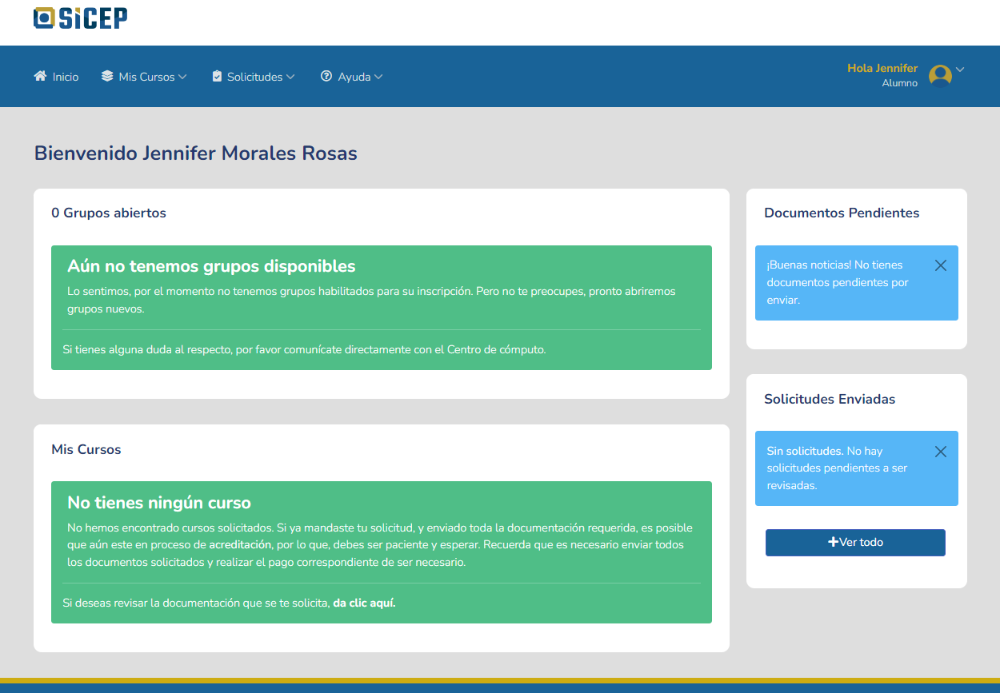 SiCEP
Inicio
Mis Cursos
Solicitudes
Ayuda
Hola Jennifer
Alumno
Bienvenido Jennifer Morales Rosas
0 Grupos abiertos
Aún no tenemos grupos disponibles
Lo sentimos, por el momento no tenemos grupos habilitados para su inscripción. Pero no te preocupes, pronto abriremos
grupos nuevos.
Si tienes alguna duda al respecto, por favor comunícate directamente con el Centro de cómputo.
Mis Cursos
No tienes ningún curso
No hemos encontrado cursos solicitados. Si ya mandaste tu solicitud, y enviado toda la documentación requerida, es posible
que aún este en proceso de acreditación, por lo que, debes ser paciente y esperar. Recuerda que es necesario enviar todos
los documentos solicitados y realizar el pago correspondiente de ser necesario.
Si deseas revisar la documentación que se te solicita, da clic aquí.
Documentos Pendientes
¡Buenas noticias! No tienes
documentos pendientes por
enviar.
Solicitudes Enviadas
Sin solicitudes. No hay
solicitudes pendientes a ser
revisadas.
+Ver todo